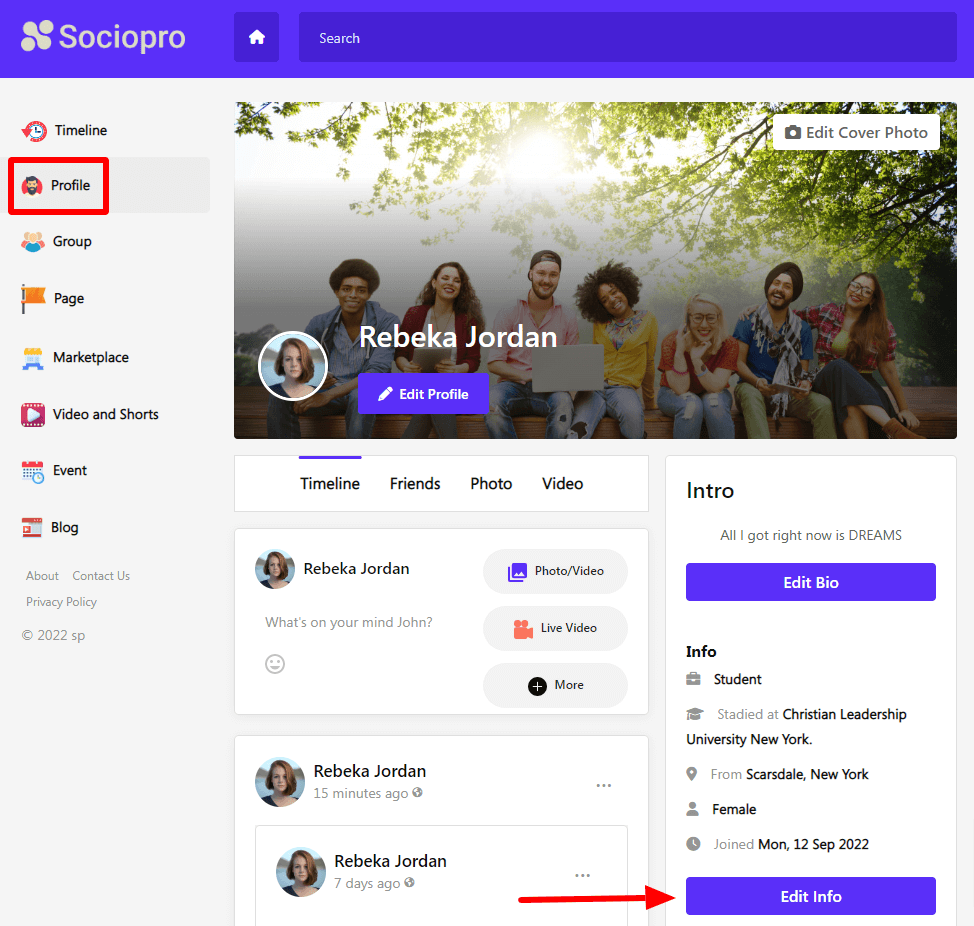 Sociopro
Search
Timeline
Profile
Group
Page
Marketplace
Video and Shorts
Event
Blog
About Contact Us
Privacy Policy
© 2022 sp
Edit Cover Photo
Rebeka Jordan
Edit Profile
Timeline Friends Photo Video
Rebeka Jordan
What's on your mind John?
Photo/Video
Live Video
More
Rebeka Jordan
15 minutes ago
Rebeka Jordan
7 days ago
Intro
All I got right now is DREAMS
Edit Bio
Info
Student
Stadied at Christian Leadership
University New York.
From Scarsdale, New York
Female
Joined Mon, 12 Sep 2022
Edit Info